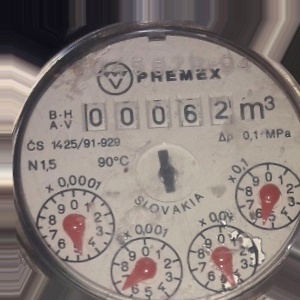 PREMEX
B-H
A-V
00062 m³
ČS 1425/91-929
Δp 0,1 MPa
N1,5 90°C
SLOVAKIA
x 0,0001
x 0,001
x 0,01
x 0,1